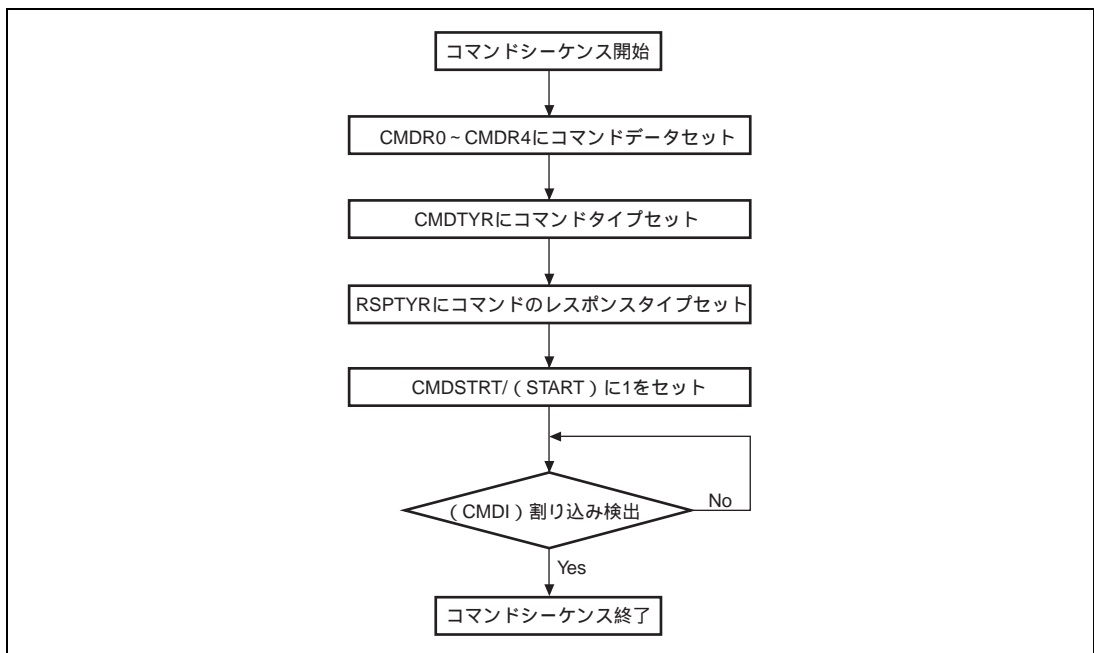 コマンドシーケンス開始
CMDR0~CMDR4にコマンドデータセット
CMDTYRにコマンドタイプセット
RSPTYRにコマンドのレスポンスタイプセット
CMDSTRT/(START)に1をセット
(CMDI)割り込み検出
No
Yes
コマンドシーケンス終了